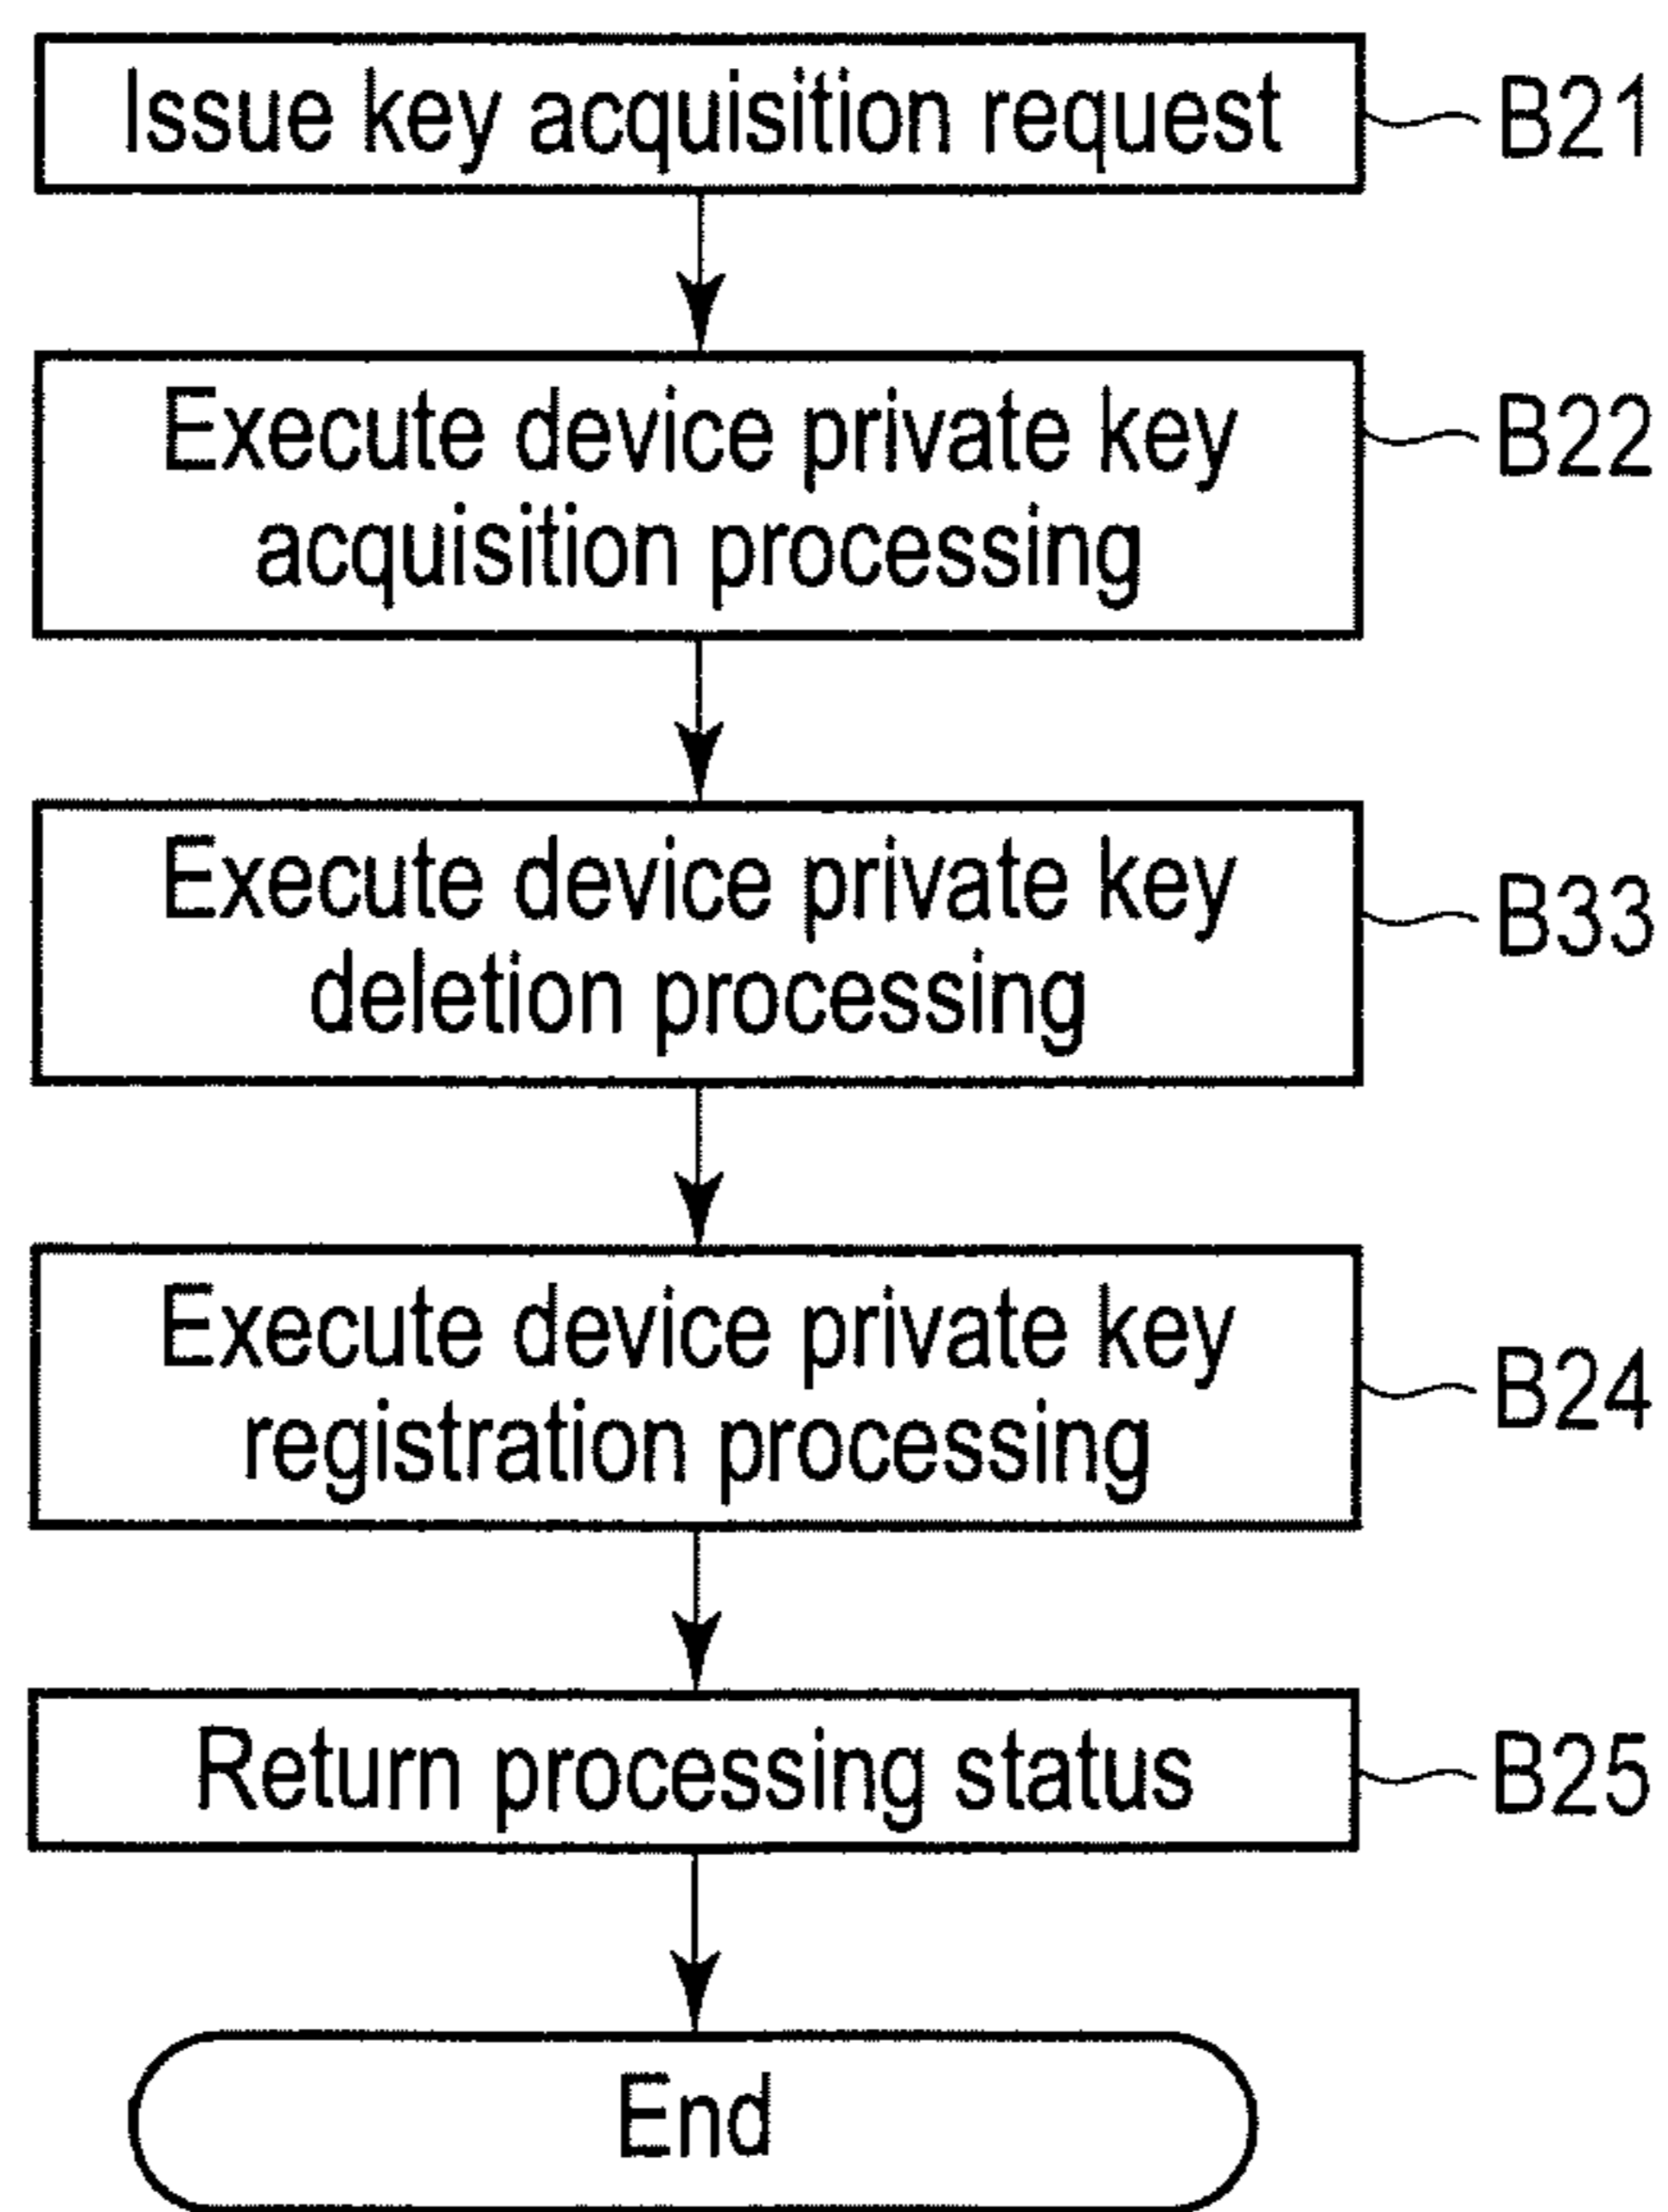 Issue key acquisition request
B21
Execute device private key
acquisition processing
B22
Execute device private key
deletion processing
B33
Execute device private key
registration processing
B24
Return processing status
B25
End